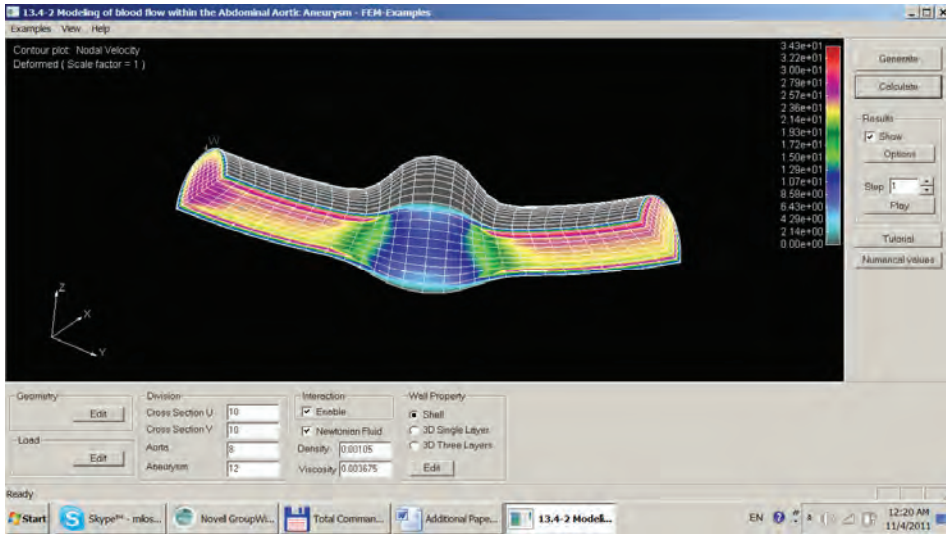 13.4-2 Modeling of blood flow within the Abdominal Aortic Aneurysm - FEM-Examples
Examples View Help
Contour plot: Nodal Velocity
Deformed ( Scale factor = 1 )
3.43e+01
3.22e+01
3.00e+01
2.79e+01
2.57e+01
2.36e+01
2.14e+01
1.93e+01
1.72e+01
1.50e+01
1.29e+01
1.07e+01
8.58e+00
6.43e+00
4.29e+00
2.14e+00
0.00e+00
W
Z
X
Y
Generate
Calculate
Results
Show
Options
Step 1
Play
Tutorial
Numerical values
Geometry
Edit
Load
Edit
Division
Cross Section U 10
Cross Section V 10
Aorta 8
Aneurysm 12
Interaction
Enable
Newtonian Fluid
Density 0.00105
Viscosity 0.003675
Wall Property
Shell
3D Single Layer
3D Three Layers
Edit
Ready
Start
Skype™ - milos...
Novell GroupWi...
Total Comman...
Additional Pape...
13.4-2 Modeli...
EN
12:20 AM
11/4/2011